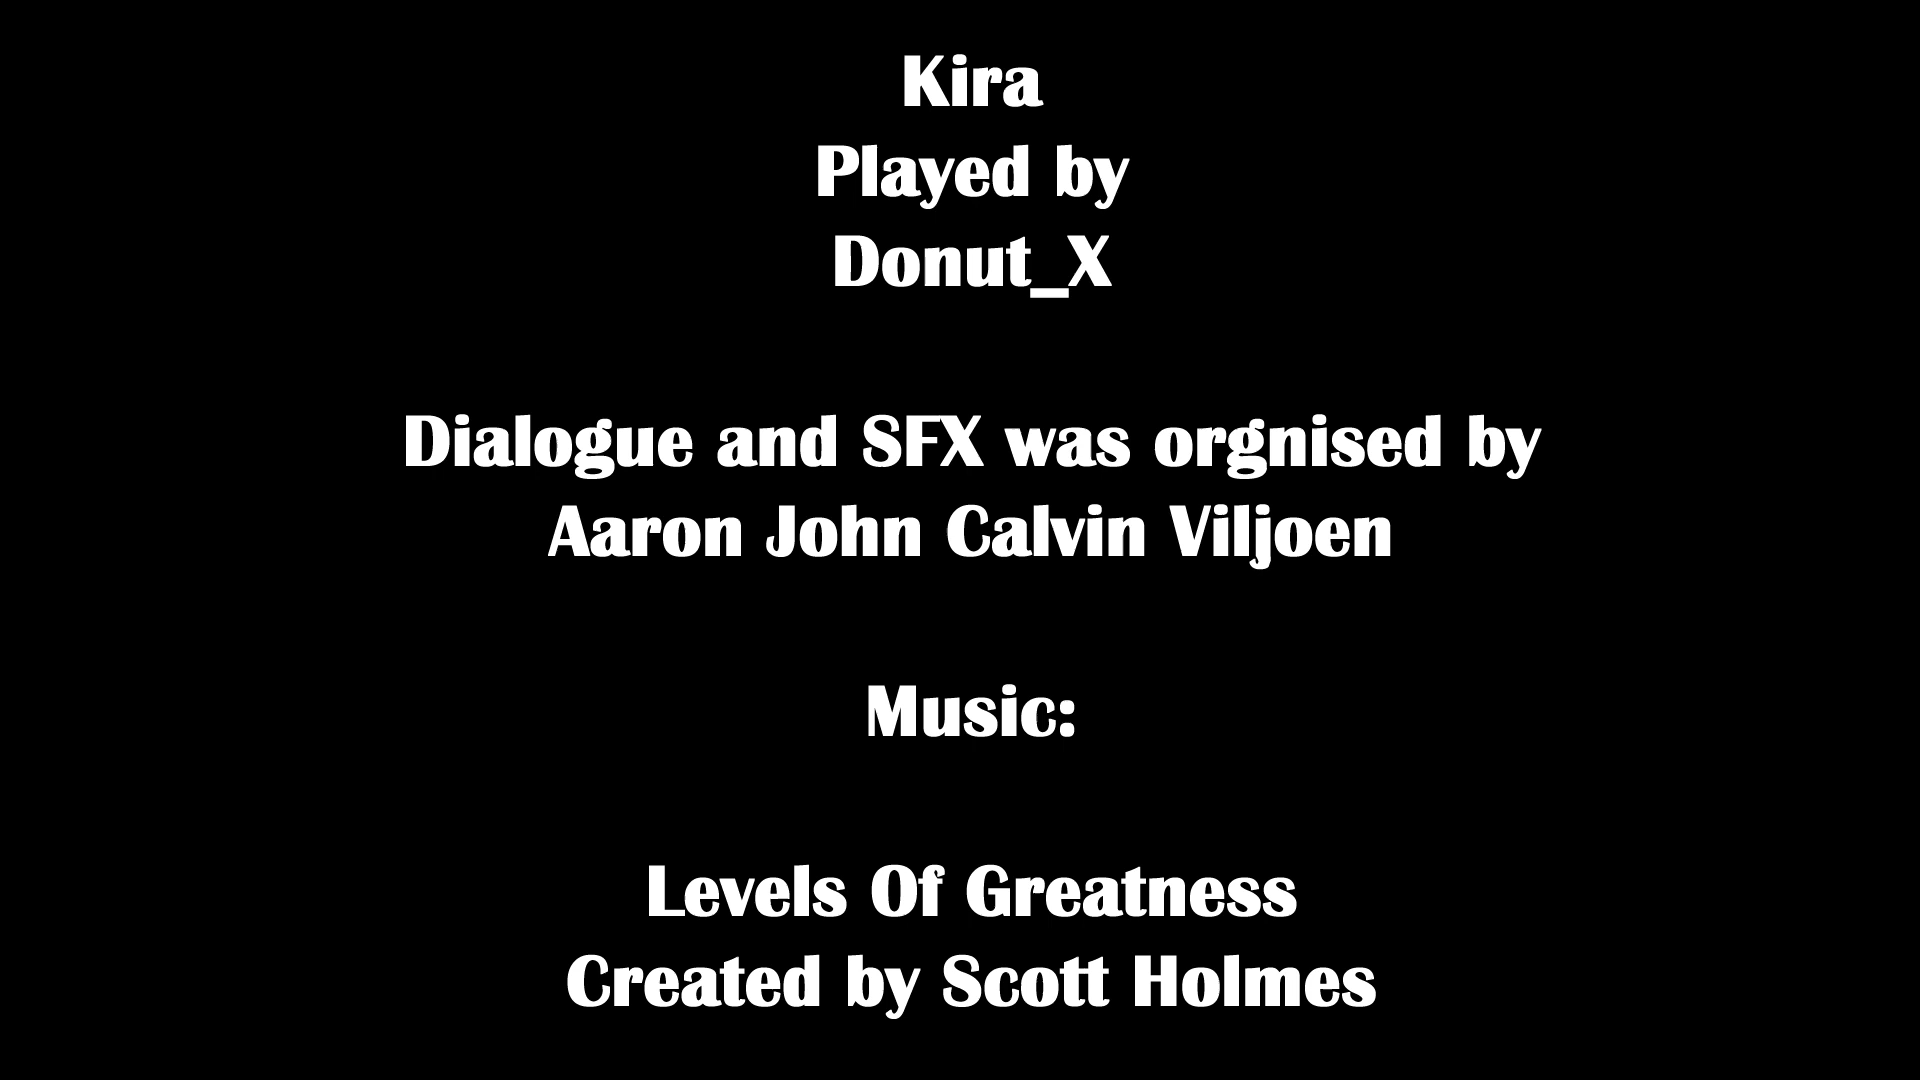 Kira
Played by
Donut_X
Dialogue and SFX was orgnised by
Aaron John Calvin Viljoen
Music:
Levels Of Greatness
Created by Scott Holmes